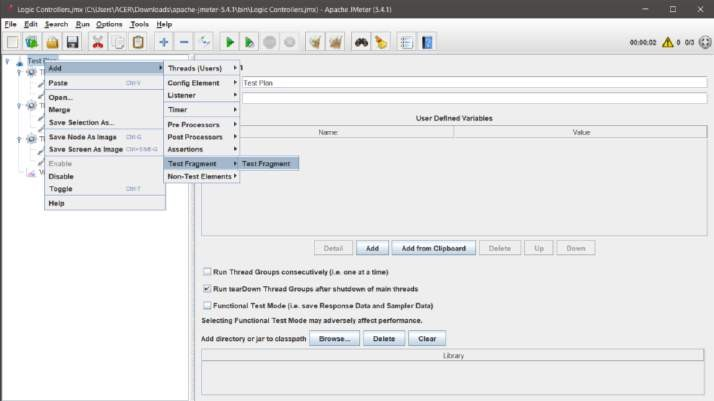 Logic Controllers.jmx (C:\Users\ACER\Downloads\apache-jmeter-5.4.1\bin\Logic Controllers.jmx) - Apache JMeter (5.4.1)
File Edit Search Run Options Tools Help
00:00:02 0 0/3
Test Plan
Add
Paste Ctrl-V
Open...
Merge
Save Selection As...
Save Node As Image Ctrl-G
Save Screen As Image Ctrl+Shift-G
Enable
Disable
Toggle Ctrl-T
Help
Threads (Users)
Config Element
Listener
Timer
Pre Processors
Post Processors
Assertions
Test Fragment
Non-Test Elements
Test Fragment
Test Plan
User Defined Variables
Name: Value
Detail Add Add from Clipboard Delete Up Down
Run Thread Groups consecutively (i.e. one at a time)
Run tearDown Thread Groups after shutdown of main threads
Functional Test Mode (i.e. save Response Data and Sampler Data)
Selecting Functional Test Mode may adversely affect performance.
Add directory or jar to classpath Browse... Delete Clear
Library